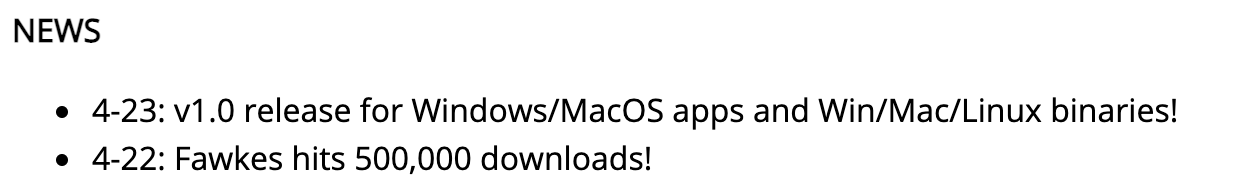 NEWS
• 4-23: v1.0 release for Windows/MacOS apps and Win/Mac/Linux binaries!
• 4-22: Fawkes hits 500,000 downloads!